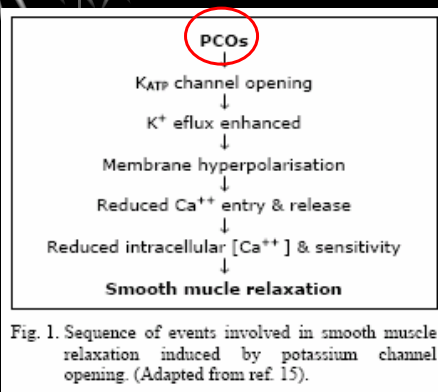 PCOs
↓
KATP channel opening
↓
K+ eflux enhanced
↓
Membrane hyperpolarisation
↓
Reduced Ca++ entry & release
↓
Reduced intracellular [Ca++ ] & sensitivity
↓
Smooth mucle relaxation
Fig. 1. Sequence of events involved in smooth muscle
relaxation induced by potassium channel
opening. (Adapted from ref. 15).